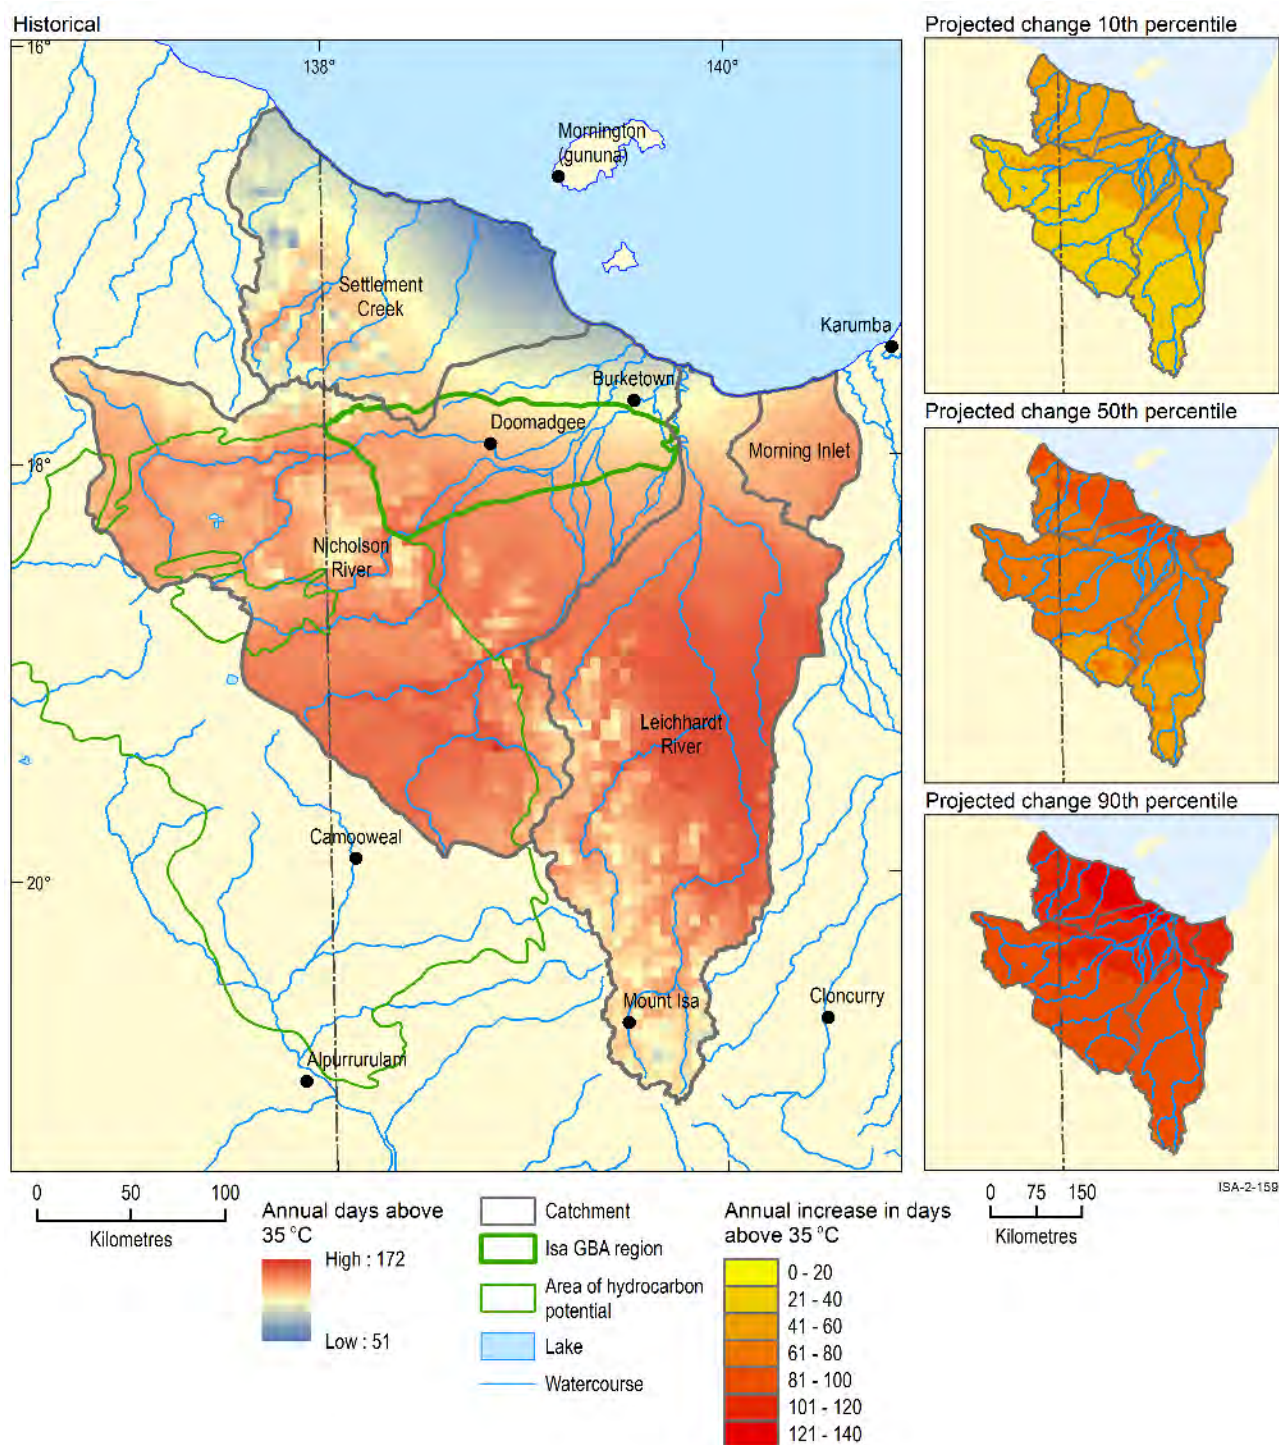 Historical
16°
138°
140°
Mornington
(gununa)
Settlement
Creek
Karumba
Burketown
Doomadgee
Morning Inlet
18°
Nicholson
River
Leichhardt
River
Camooweal
20°
Mount Isa
Cloncurry
Alpurrurulam
Projected change 10th percentile
Projected change 50th percentile
Projected change 90th percentile
ISA-2-159
0 50 100
Kilometres
Annual days above
35 °C
High : 172
Low : 51
Catchment
Isa GBA region
Area of hydrocarbon
potential
Lake
Watercourse
Annual increase in days
above 35 °C
0 - 20
21 - 40
41 - 60
61 - 80
81 - 100
101 - 120
121 - 140
0 75 150
Kilometres